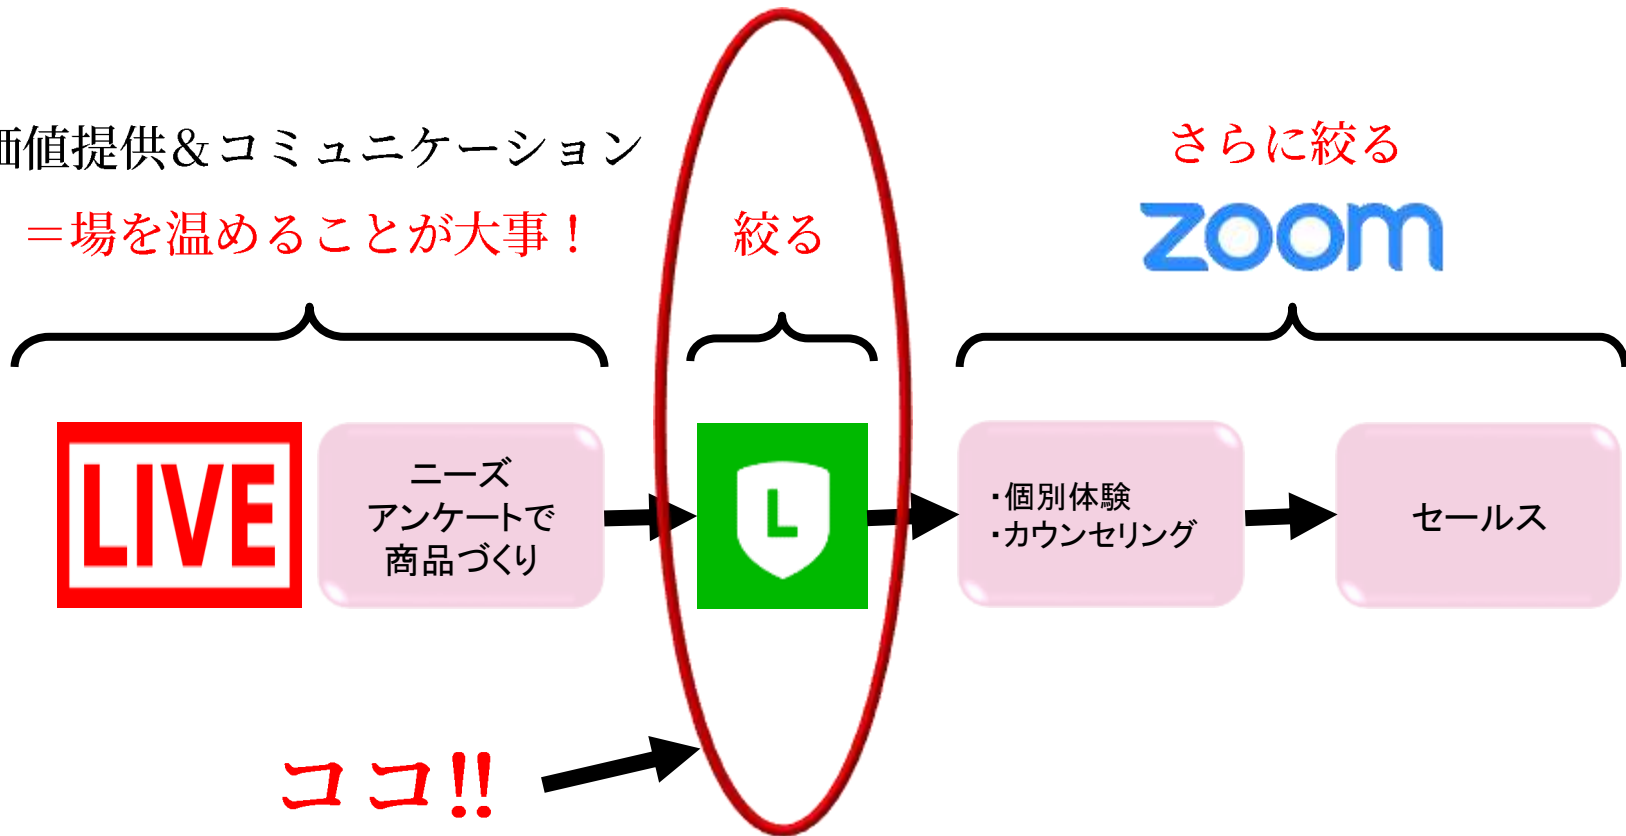 価値提供＆コミュニケーション
＝場を温めることが大事！
絞る
さらに絞る
zoom
LIVE
ニーズ
アンケートで
商品づくり
L
・個別体験
・カウンセリング
セールス
ココ!!